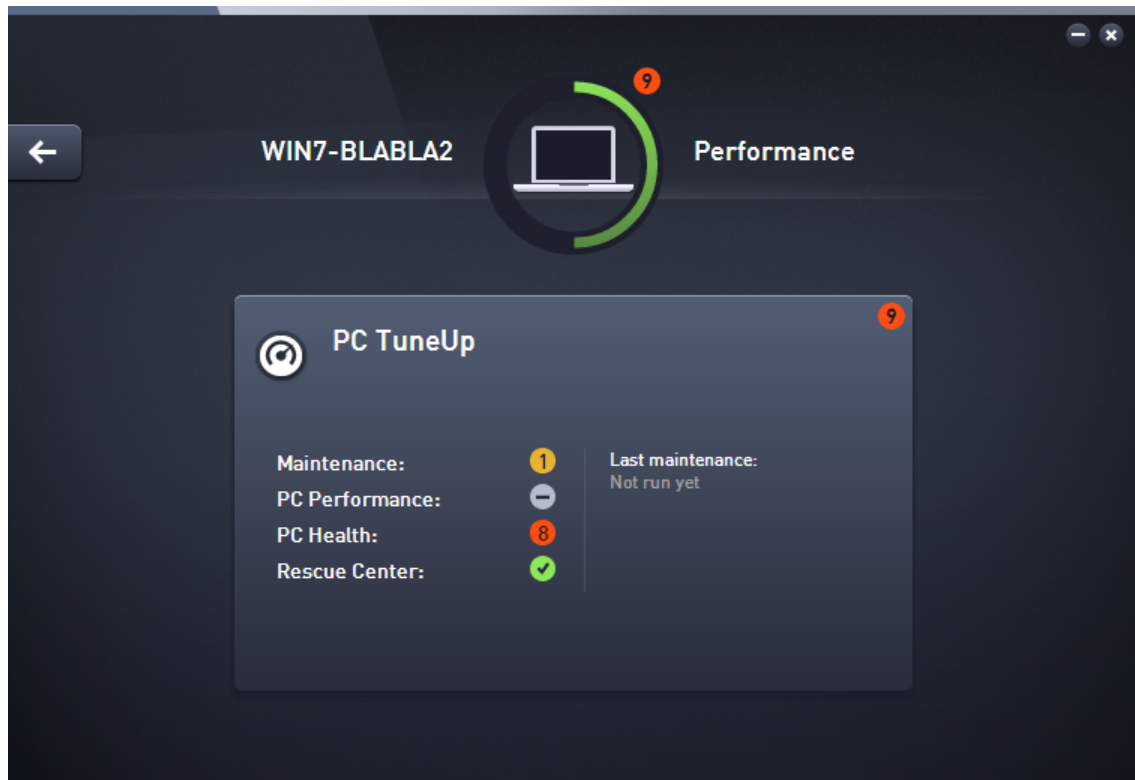 9
WIN7-BLABLA2
Performance
9
PC TuneUp
Maintenance: 1
PC Performance:
PC Health: 8
Rescue Center:
Last maintenance:
Not run yet